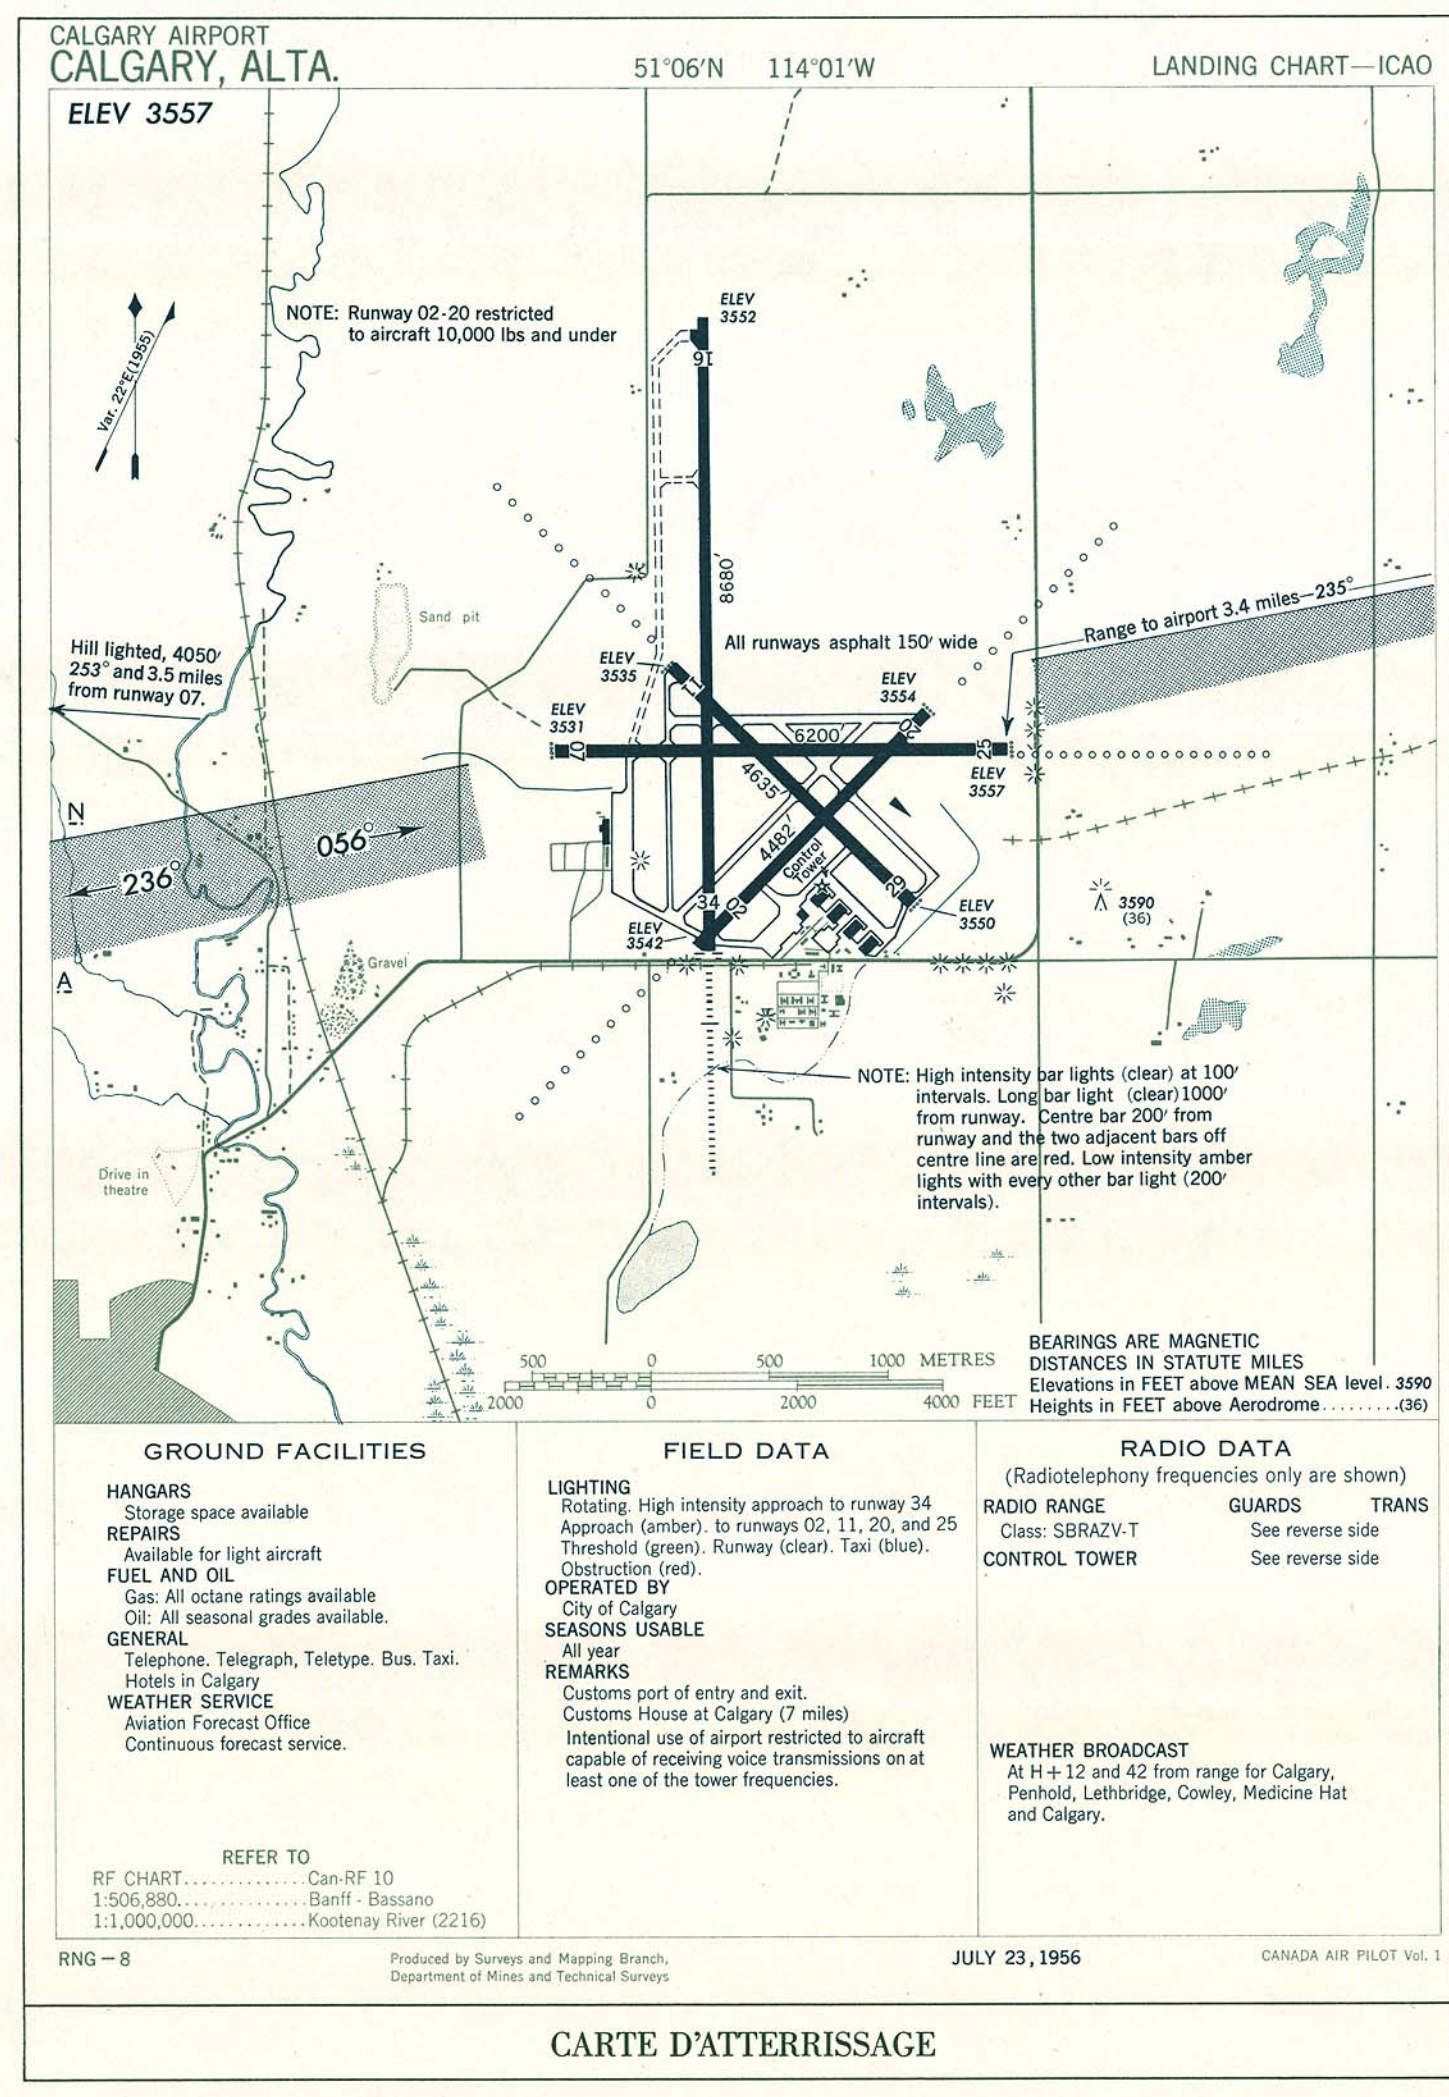 CALGARY AIRPORT
CALGARY, ALTA.
51°06′N 114°01′W
LANDING CHART—ICAO
ELEV 3557
NOTE: Runway 02-20 restricted
to aircraft 10,000 lbs and under
Var. 22°E (1955)
ELEV
3552
16
8680′
Sand pit
Range to airport 3.4 miles—235°
All runways asphalt 150′ wide
Hill lighted, 4050′
253° and 3.5 miles
from runway 07.
ELEV
3535
11
ELEV
3554
20
ELEV
3531
07
6200′
25
ELEV
3557
4635′
4482′
Control
Tower
N
056°
236°
34
02
29
ELEV
3550
ELEV
3542
3590
(36)
A
Gravel
NOTE: High intensity bar lights (clear) at 100′
intervals. Long bar light (clear) 1000′
from runway. Centre bar 200′ from
runway and the two adjacent bars off
centre line are red. Low intensity amber
lights with every other bar light (200′
intervals).
Drive in
theatre
500 0 500 1000 METRES
2000 0 2000 4000 FEET
BEARINGS ARE MAGNETIC
DISTANCES IN STATUTE MILES
Elevations in FEET above MEAN SEA level. 3590
Heights in FEET above Aerodrome.........(36)
GROUND FACILITIES
HANGARS
Storage space available
REPAIRS
Available for light aircraft
FUEL AND OIL
Gas: All octane ratings available
Oil: All seasonal grades available.
GENERAL
Telephone. Telegraph, Teletype. Bus. Taxi.
Hotels in Calgary
WEATHER SERVICE
Aviation Forecast Office
Continuous forecast service.
REFER TO
RF CHART..............Can-RF 10
1:506,880...............Banff - Bassano
1:1,000,000.............Kootenay River (2216)
FIELD DATA
LIGHTING
Rotating. High intensity approach to runway 34
Approach (amber). to runways 02, 11, 20, and 25
Threshold (green). Runway (clear). Taxi (blue).
Obstruction (red).
OPERATED BY
City of Calgary
SEASONS USABLE
All year
REMARKS
Customs port of entry and exit.
Customs House at Calgary (7 miles)
Intentional use of airport restricted to aircraft
capable of receiving voice transmissions on at
least one of the tower frequencies.
RADIO DATA
(Radiotelephony frequencies only are shown)
RADIO RANGE GUARDS TRANS
Class: SBRAZV-T See reverse side
CONTROL TOWER See reverse side
WEATHER BROADCAST
At H + 12 and 42 from range for Calgary,
Penhold, Lethbridge, Cowley, Medicine Hat
and Calgary.
RNG — 8
Produced by Surveys and Mapping Branch,
Department of Mines and Technical Surveys
JULY 23, 1956
CANADA AIR PILOT Vol. 1
CARTE D'ATTERRISSAGE